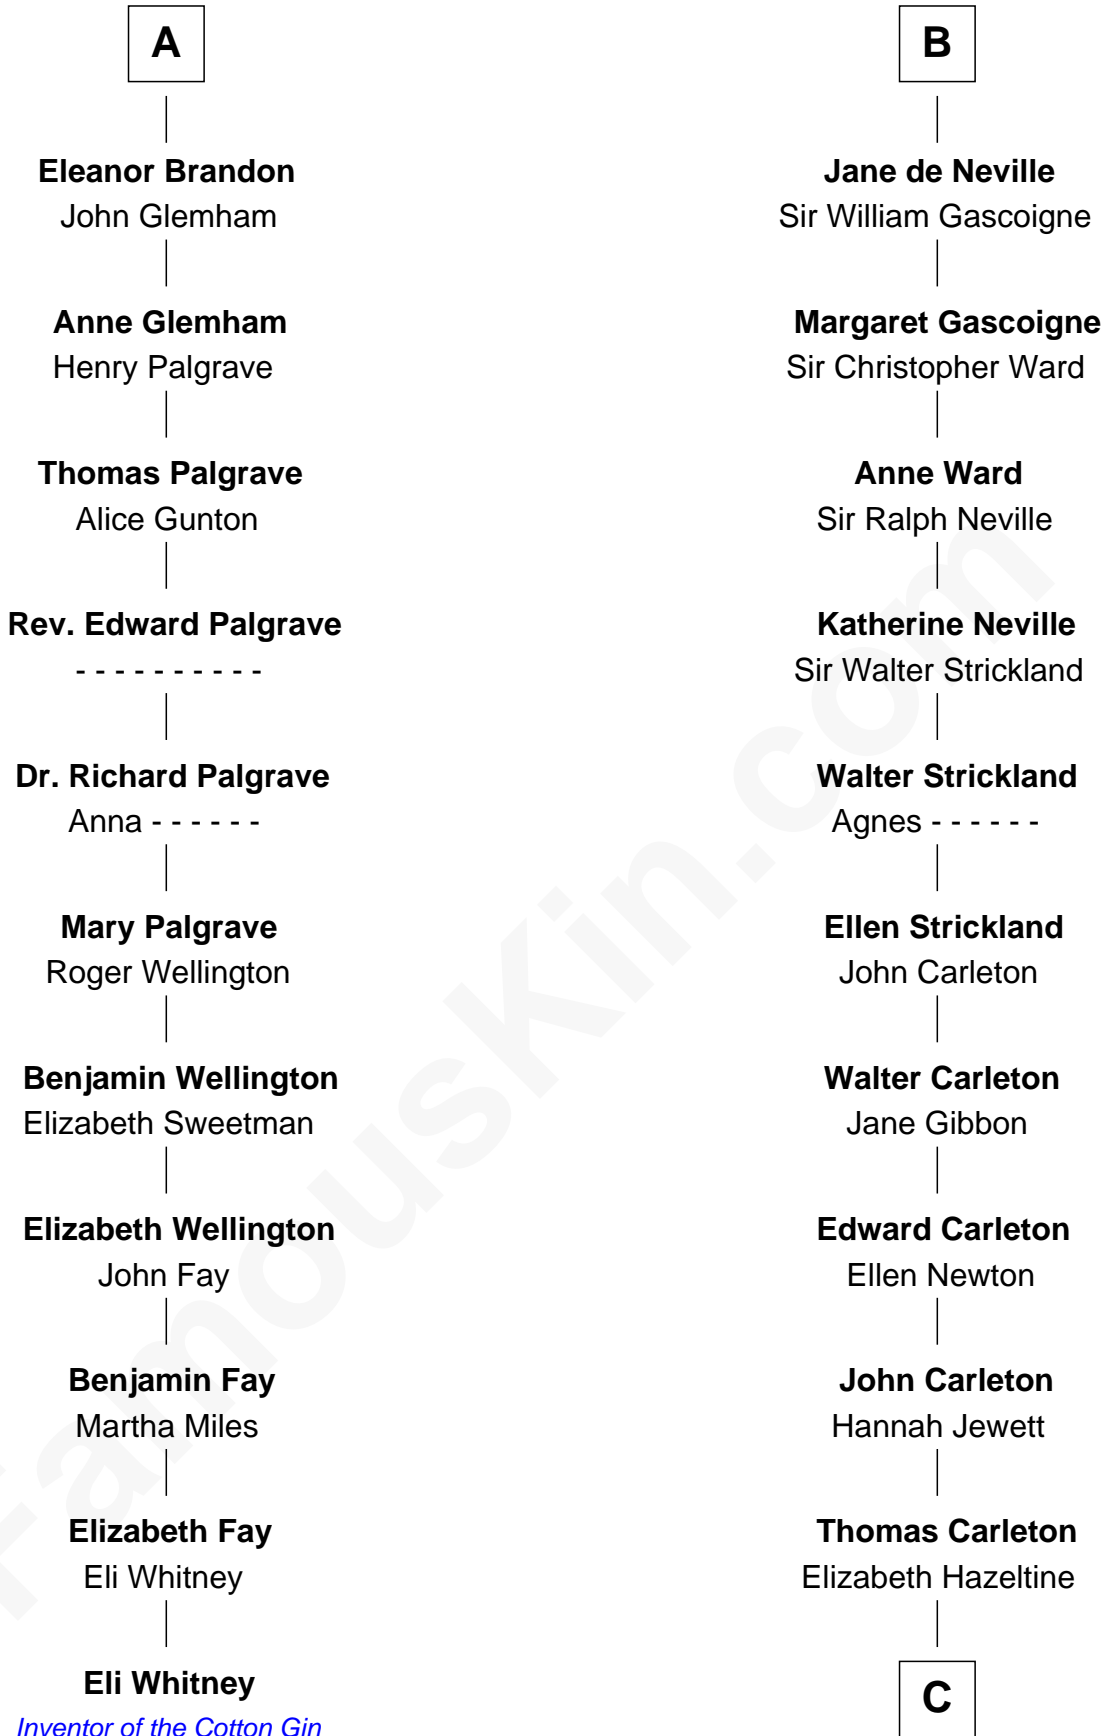 A
Eleanor Brandon
John Glemham
Anne Glemham
Henry Palgrave
Thomas Palgrave
Alice Gunton
Rev. Edward Palgrave
- - - - - - - - - -
Dr. Richard Palgrave
Anna - - - - - -
Mary Palgrave
Roger Wellington
Benjamin Wellington
Elizabeth Sweetman
Elizabeth Wellington
John Fay
Benjamin Fay
Martha Miles
Elizabeth Fay
Eli Whitney
Eli Whitney
Inventor of the Cotton Gin
B
Jane de Neville
Sir William Gascoigne
Margaret Gascoigne
Sir Christopher Ward
Anne Ward
Sir Ralph Neville
Katherine Neville
Sir Walter Strickland
Walter Strickland
Agnes - - - - - -
Ellen Strickland
John Carleton
Walter Carleton
Jane Gibbon
Edward Carleton
Ellen Newton
John Carleton
Hannah Jewett
Thomas Carleton
Elizabeth Hazeltine
C
FamousKin.com